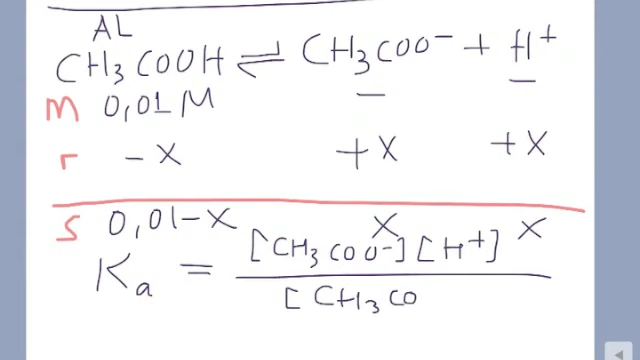 AL
CH3COOH ⇌ CH3COO− + H+
m 0,01 M − −
r − x + x + x
s 0,01−x x x
Ka = [CH3COO−][H+]
[CH3CO